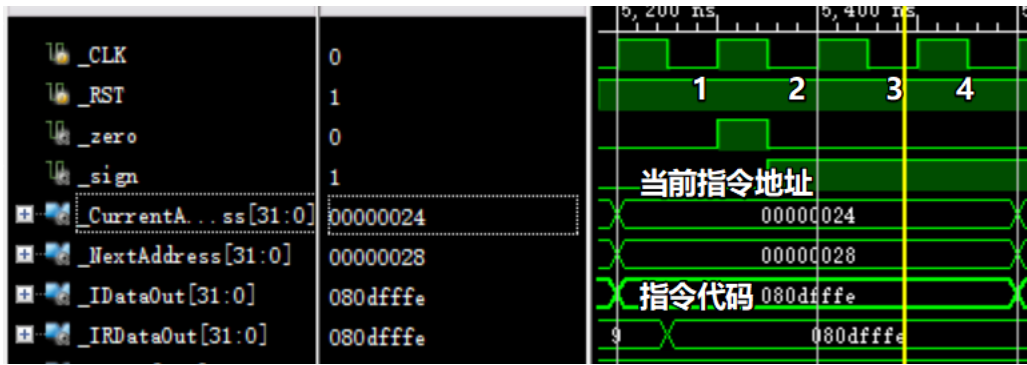 5,200 ns 5,400 ns 5
_CLK 0
_RST 1 1 2 3 4
_zero 0
_sign 1
当前指令地址
_CurrentA...ss[31:0] 00000024 00000024
_NextAddress[31:0] 00000028 00000028
_IDataOut[31:0] 080dfffe 指令代码 080dfffe
_IRDataOut[31:0] 080dfffe 9 080dfffe